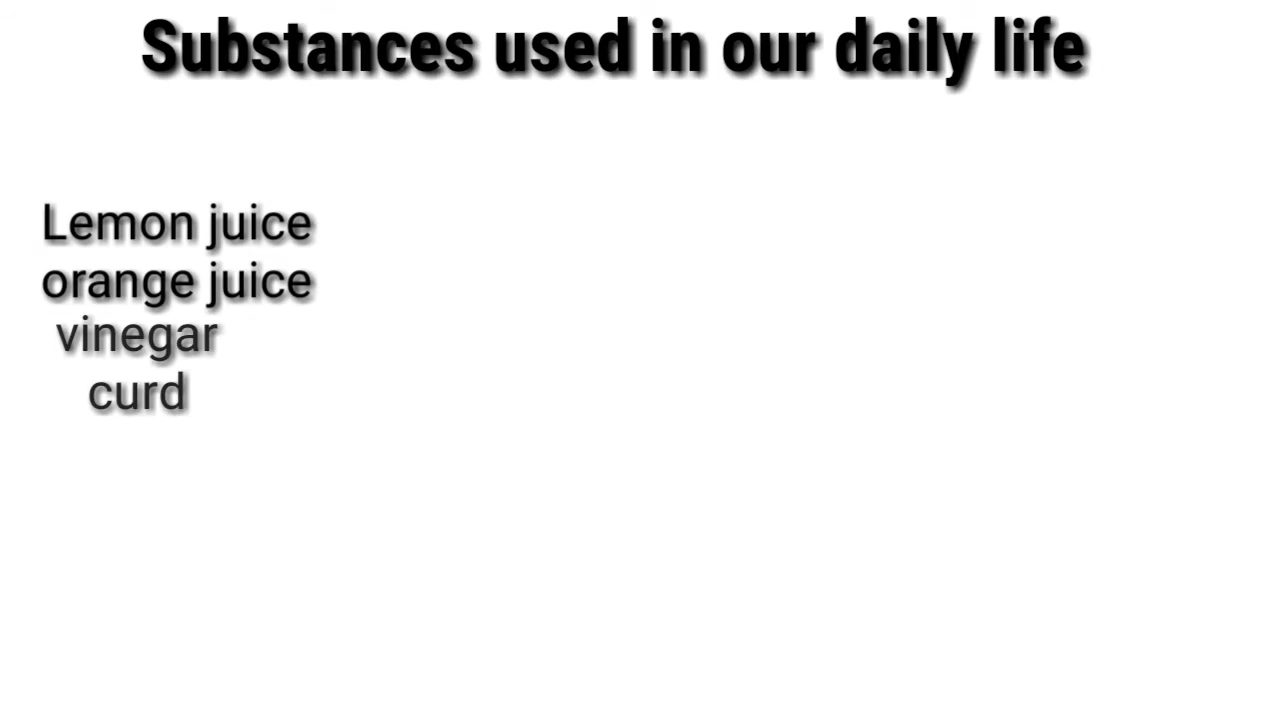 Substances used in our daily life
Lemon juice
orange juice
vinegar
curd